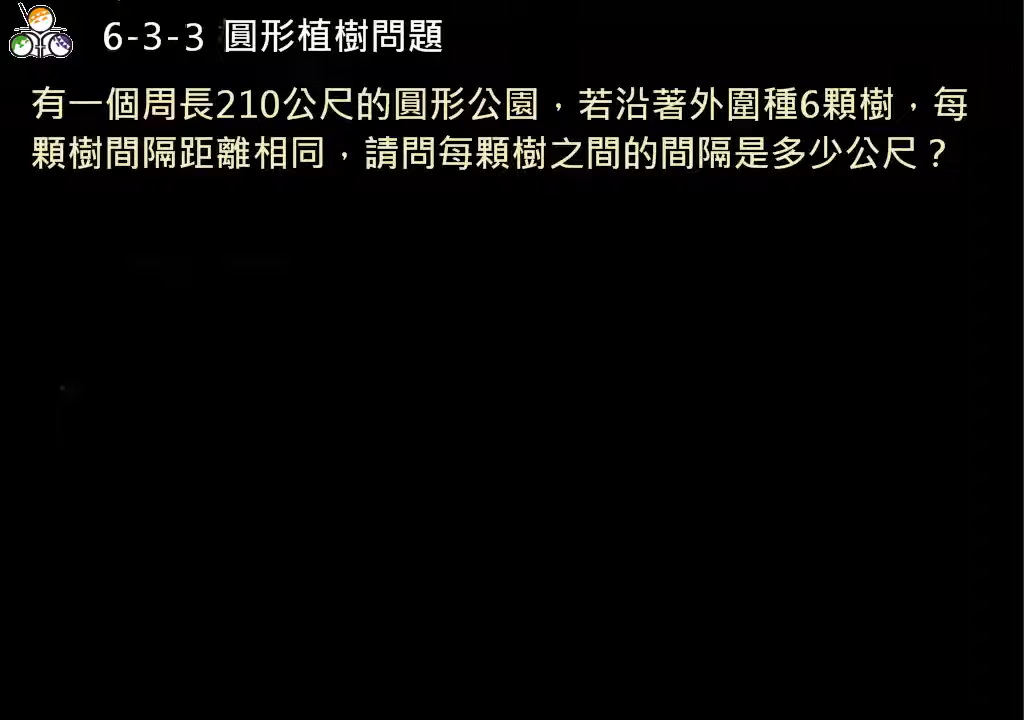 6-3-3 圓形植樹問題
有一個周長210公尺的圓形公園，若沿著外圍種6顆樹，每
顆樹間隔距離相同，請問每顆樹之間的間隔是多少公尺？